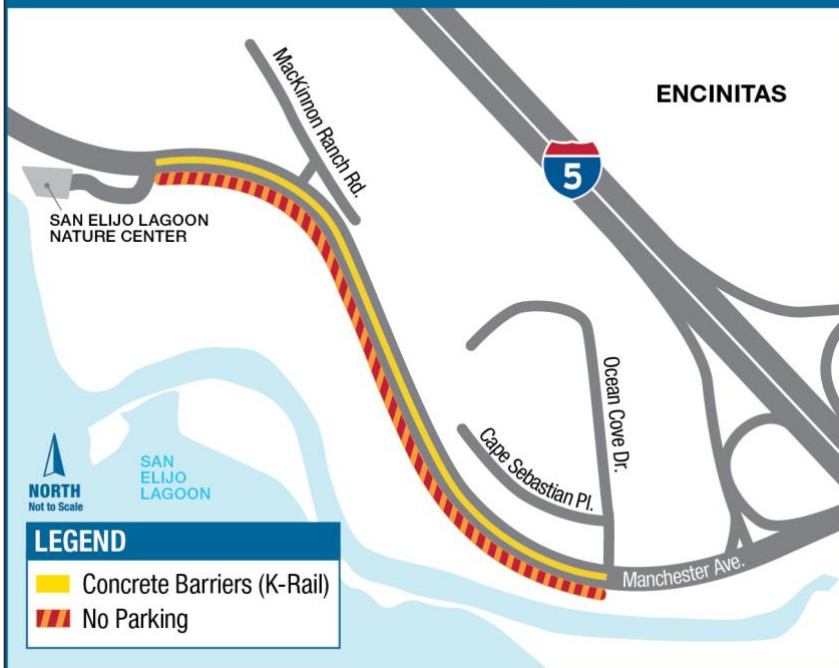 ENCINITAS
MacKinnon Ranch Rd.
5
SAN ELIJO LAGOON
NATURE CENTER
Ocean Cove Dr.
Cape Sebastian Pl.
NORTH
Not to Scale
SAN
ELIJO
LAGOON
Manchester Ave.
LEGEND
Concrete Barriers (K-Rail)
No Parking